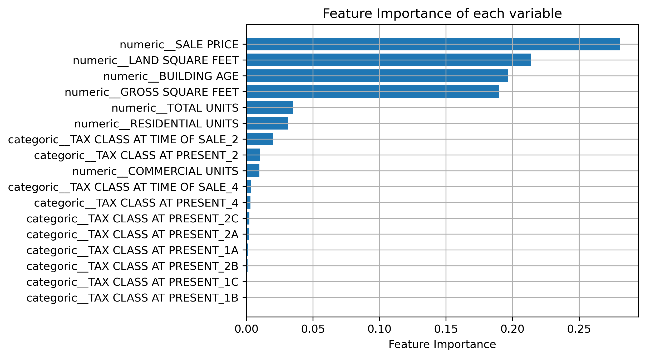 Feature Importance of each variable
numeric__SALE PRICE
numeric__LAND SQUARE FEET
numeric__BUILDING AGE
numeric__GROSS SQUARE FEET
numeric__TOTAL UNITS
numeric__RESIDENTIAL UNITS
categoric__TAX CLASS AT TIME OF SALE_2
categoric__TAX CLASS AT PRESENT_2
numeric__COMMERCIAL UNITS
categoric__TAX CLASS AT TIME OF SALE_4
categoric__TAX CLASS AT PRESENT_4
categoric__TAX CLASS AT PRESENT_2C
categoric__TAX CLASS AT PRESENT_2A
categoric__TAX CLASS AT PRESENT_1A
categoric__TAX CLASS AT PRESENT_2B
categoric__TAX CLASS AT PRESENT_1C
categoric__TAX CLASS AT PRESENT_1B
0.00 0.05 0.10 0.15 0.20 0.25
Feature Importance